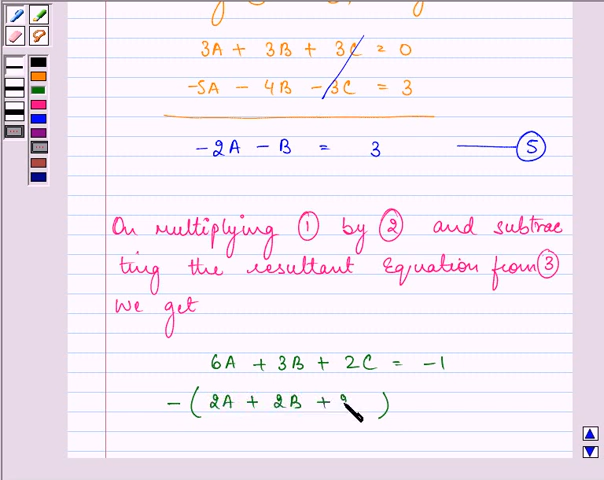 3A + 3B + 3C = 0
-5A - 4B - 3C = 3
-2A - B = 3 ——— ⑤
On multiplying ① by ② and subtrac
ting the resultant Equation from ③
We get
6A + 3B + 2C = -1
- ( 2A + 2B + )